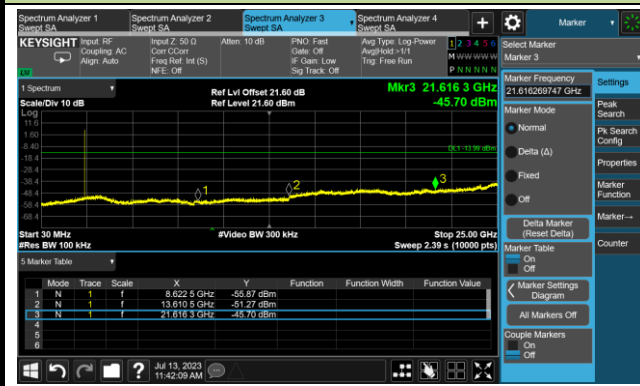 Spectrum Analyzer 1
Swept SA
Spectrum Analyzer 2
Swept SA
Spectrum Analyzer 3
Swept SA
Spectrum Analyzer 4
Swept SA
+
Marker
KEYSIGHT
Input: RF
Coupling: AC
Align: Auto
Input Z: 50 Ω
Corr CCorr
Freq Ref: Int (S)
NFE: Off
Atten: 10 dB
PNO: Fast
Gate: Off
IF Gain: Low
Sig Track: Off
Avg Type: Log-Power
Avg|Hold:>1/1
Trig: Free Run
1 2 3 4 5 6
M W W W W W
P N N N N N
Select Marker
Marker 3
1 Spectrum
Scale/Div 10 dB
Log
Ref Lvl Offset 21.60 dB
Ref Level 21.60 dBm
Mkr3 21.616 3 GHz
-45.70 dBm
11.6
1.60
-8.40
-18.4
-28.4
-38.4
-48.4
-58.4
-68.4
DL1 -13.99 dBm
1
2
3
Start 30 MHz
#Res BW 100 kHz
#Video BW 300 kHz
Stop 25.00 GHz
Sweep 2.39 s (10000 pts)
5 Marker Table
Mode Trace Scale X Y Function Function Width Function Value
1 N 1 f 8.622 5 GHz -55.87 dBm
2 N 1 f 13.610 5 GHz -51.27 dBm
3 N 1 f 21.616 3 GHz -45.70 dBm
4
5
6
Marker Frequency
21.616269747 GHz
Marker Mode
Normal
Delta (Δ)
Fixed
Off
Delta Marker
(Reset Delta)
Marker Table
On
Off
Marker Settings
Diagram
All Markers Off
Couple Markers
On
Off
Settings
Peak
Search
Pk Search
Config
Properties
Marker
Function
Marker→
Counter
?
Jul 13, 2023
11:42:09 AM